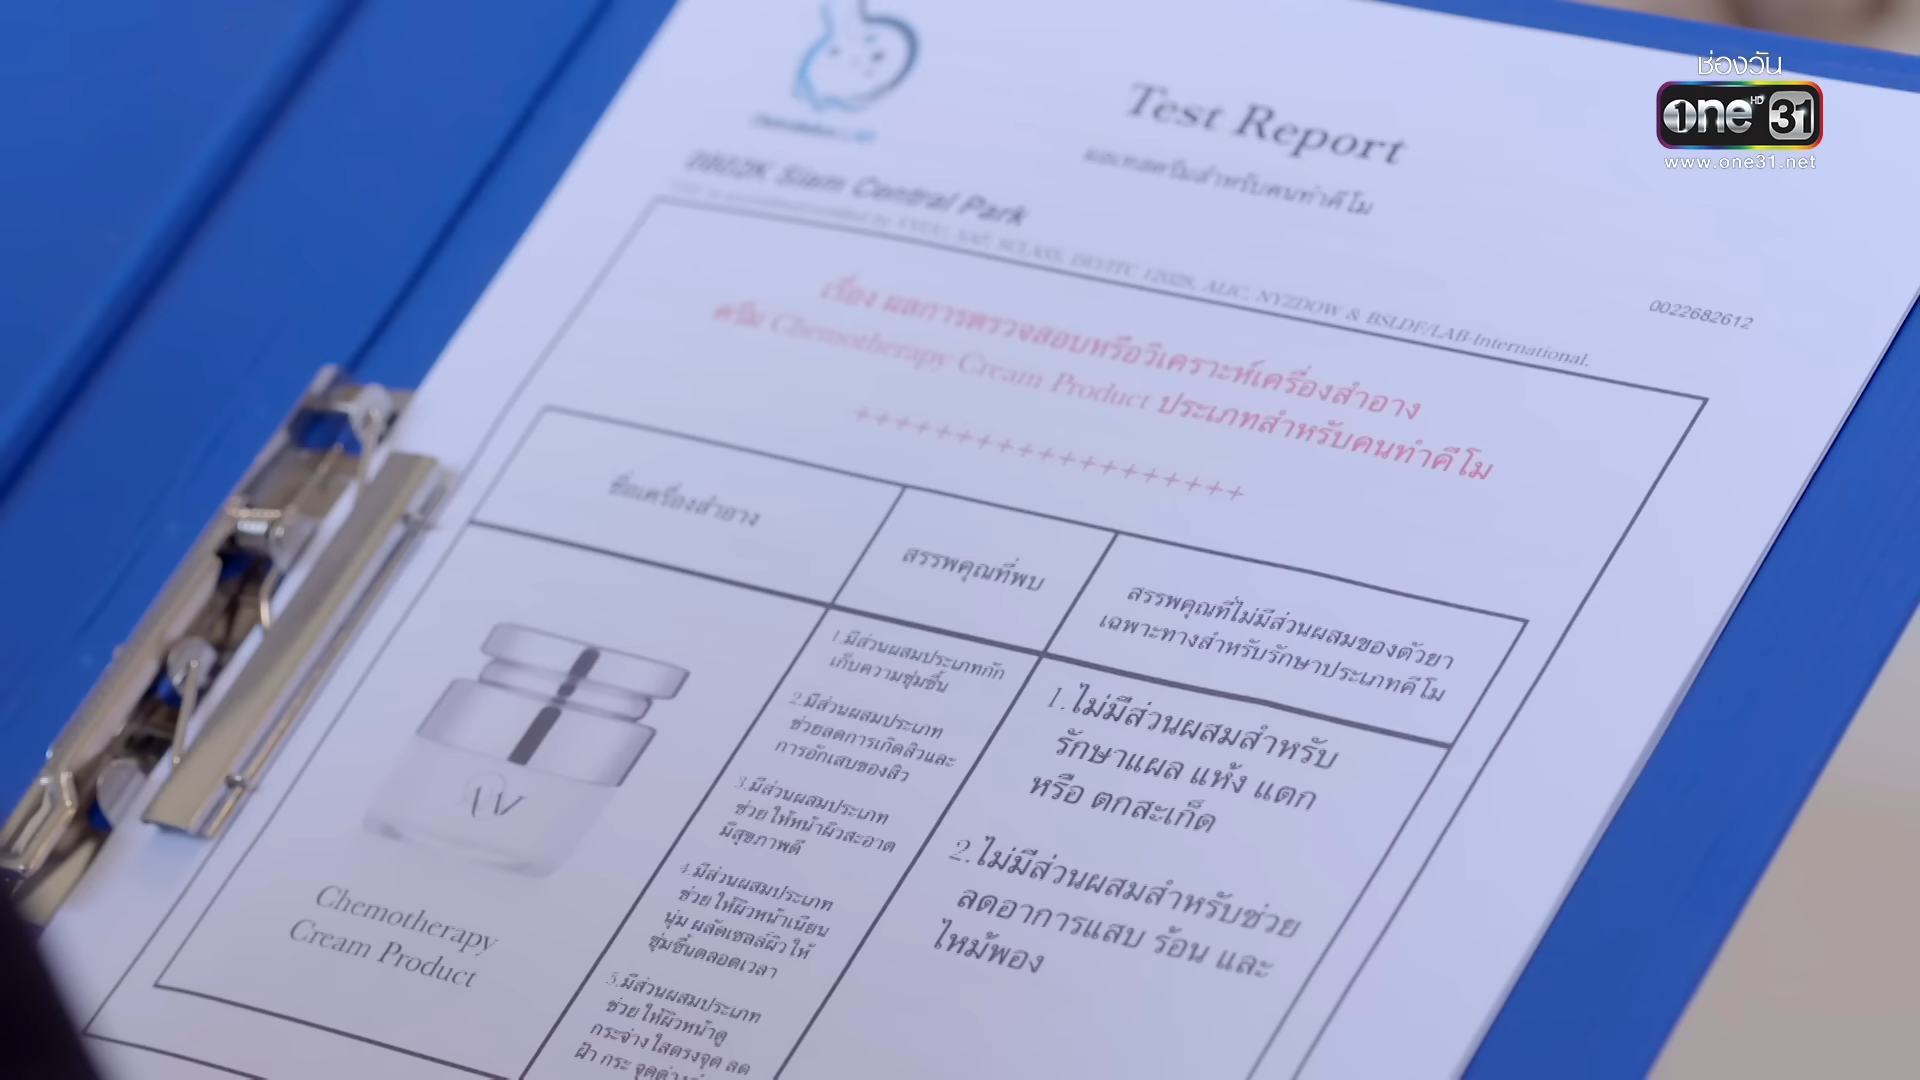 ช่องวัน
one HD 31
www.one31.net
Test Report
ผลเทสครีมสำหรับคนทำคีโม
Siam Central Park
SCLASS, ALIC, NYZDOW & BSLDF/LAB-International.
0022682612
เรื่อง ผลการตรวจสอบหรือวิเคราะห์เครื่องสำอาง
ครีม Chemotherapy Cream Product ประเภทสำหรับคนทำคีโม
++++++++++++++++++
ชื่อเครื่องสำอาง
สรรพคุณที่พบ
สรรพคุณที่ไม่มีส่วนผสมของตัวยา
เฉพาะทางสำหรับรักษาประเภทคีโม
Chemotherapy
Cream Product
1.มีส่วนผสมประเภทกัก
เก็บความชุ่มชื้น
2.มีส่วนผสมประเภท
ช่วยลดการเกิดสิวและ
การอักเสบของสิว
3.มีส่วนผสมประเภท
ช่วยให้หน้าผิวสะอาด
มีสุขภาพดี
4.มีส่วนผสมประเภท
ช่วยให้ผิวหน้าเนียน
นุ่ม ผลัดเซลล์ผิวให้
ชุ่มชื้นตลอดเวลา
5.มีส่วนผสมประเภท
ช่วยให้ผิวหน้าดู
กระจ่างใสตรงจุด ลด
ฝ้า กระ
1.ไม่มีส่วนผสมสำหรับ
รักษาแผล แห้ง แตก
หรือ ตกสะเก็ด
2.ไม่มีส่วนผสมสำหรับช่วย
ลดอาการแสบ ร้อน และ
ไหม้พอง